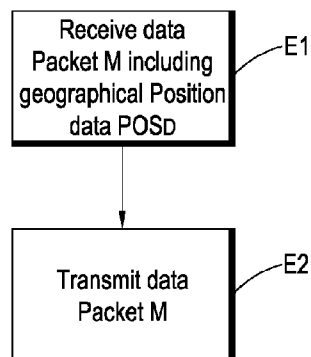 Receive data
Packet M including
geographical Position
data POSD
E1
Transmit data
Packet M
E2